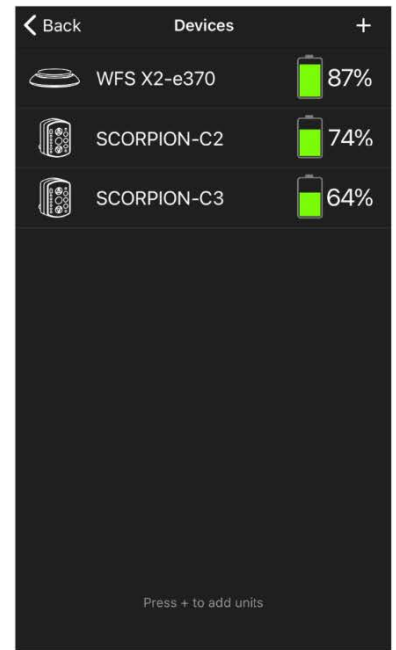 Back Devices +
WFS X2-e370 87%
SCORPION-C2 74%
SCORPION-C3 64%
Press + to add units